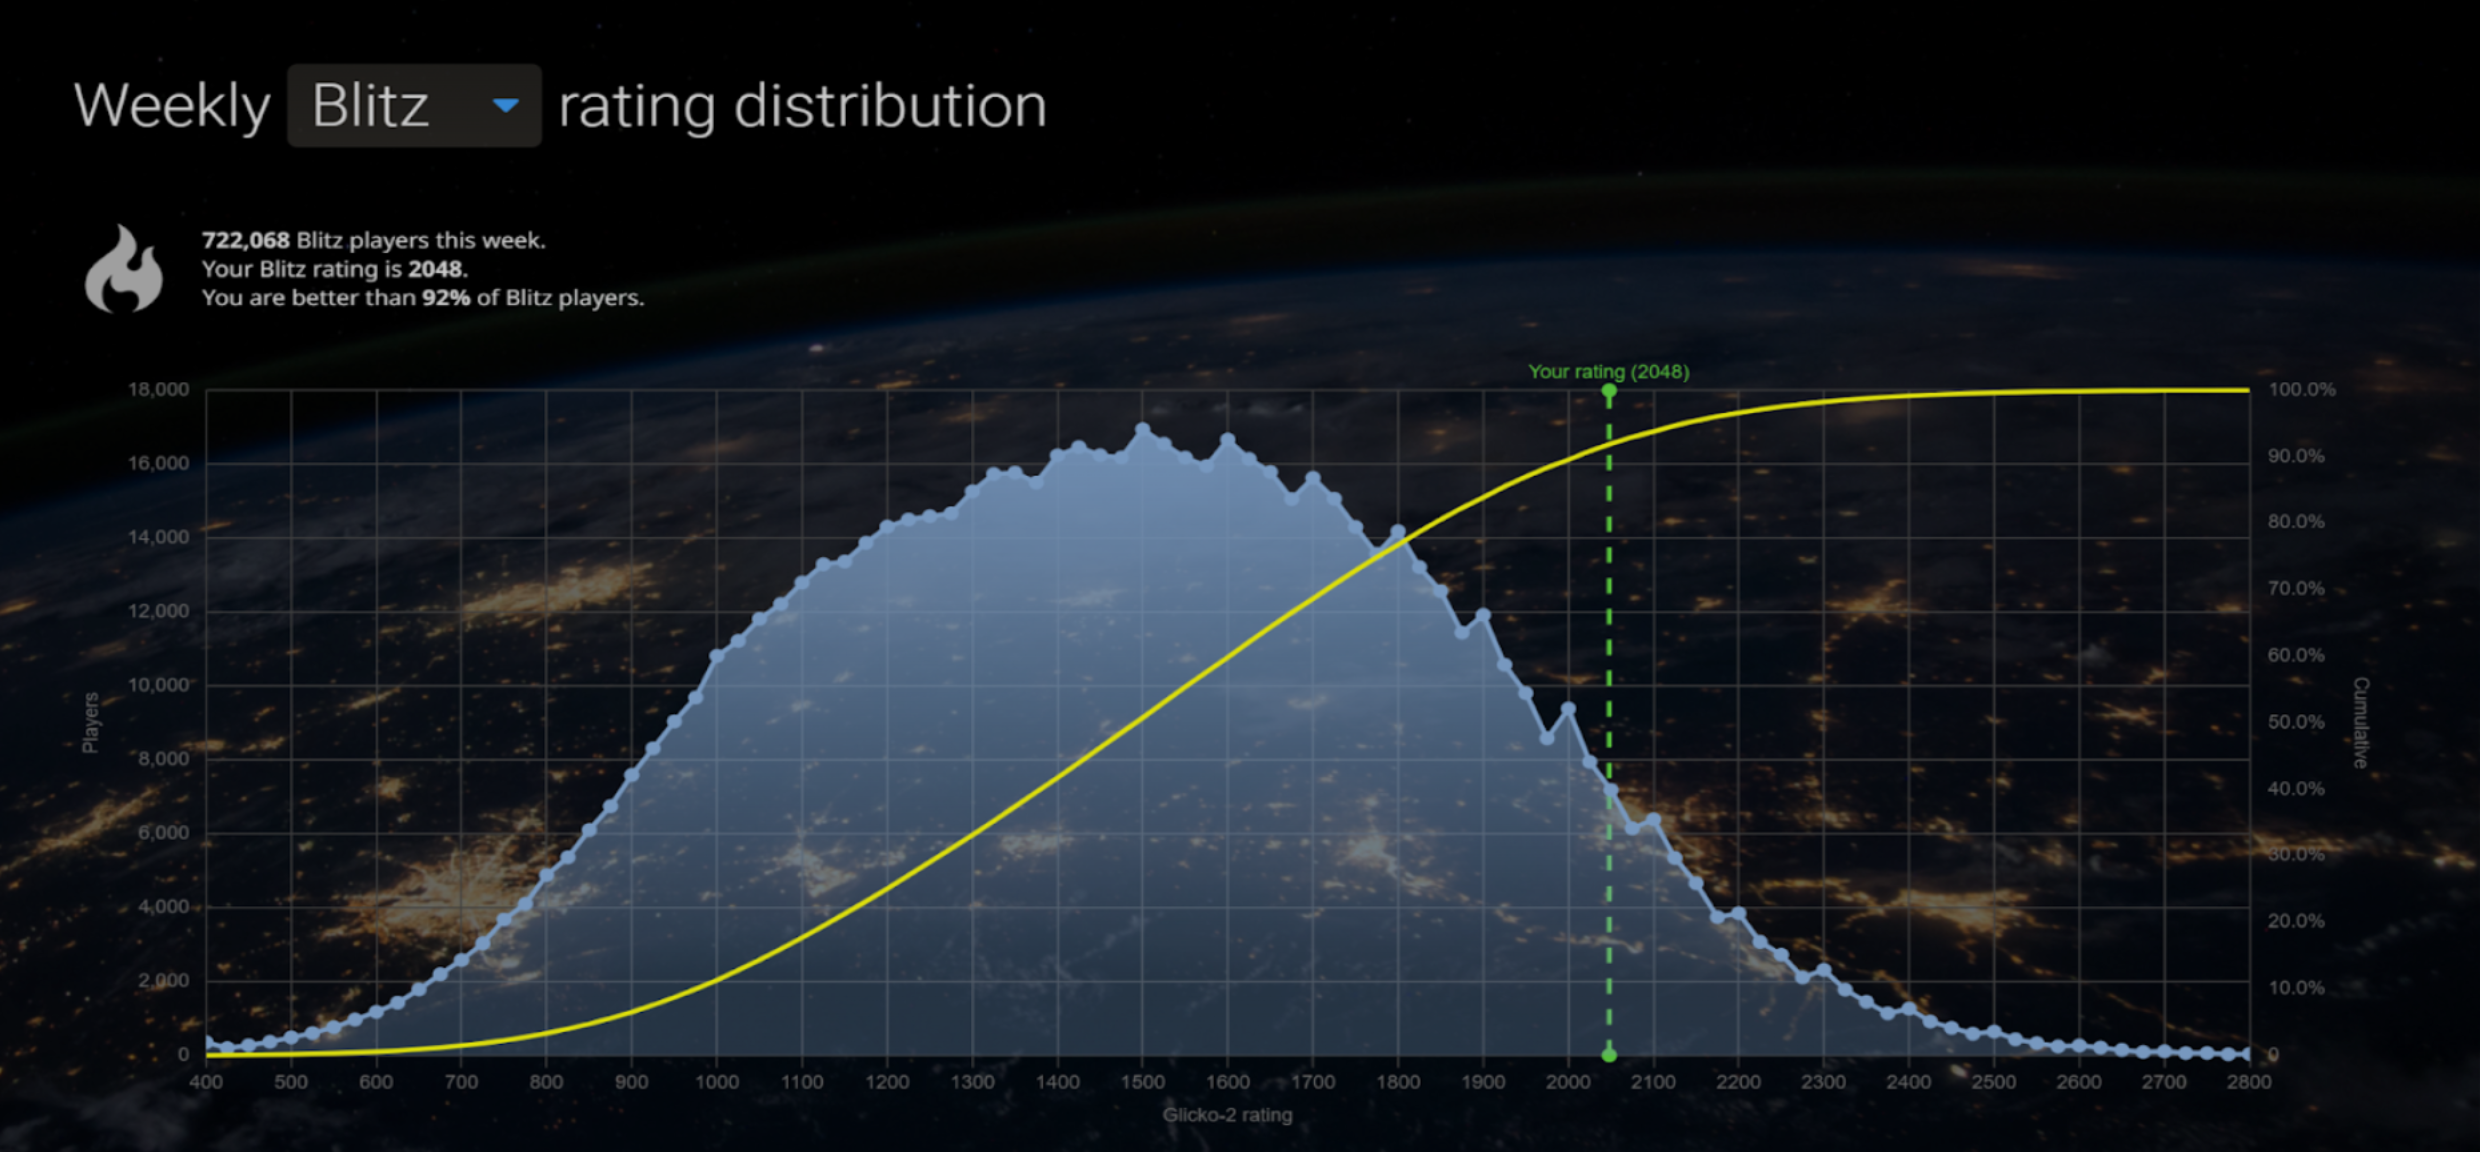 Weekly Blitz rating distribution
722,068 Blitz players this week.
Your Blitz rating is 2048.
You are better than 92% of Blitz players.
Your rating (2048)
18,000
16,000
14,000
12,000
10,000
8,000
6,000
4,000
2,000
0
Players
100.0%
90.0%
80.0%
70.0%
60.0%
50.0%
40.0%
30.0%
20.0%
10.0%
0
Cumulative
400 500 600 700 800 900 1000 1100 1200 1300 1400 1500 1600 1700 1800 1900 2000 2100 2200 2300 2400 2500 2600 2700 2800
Glicko-2 rating